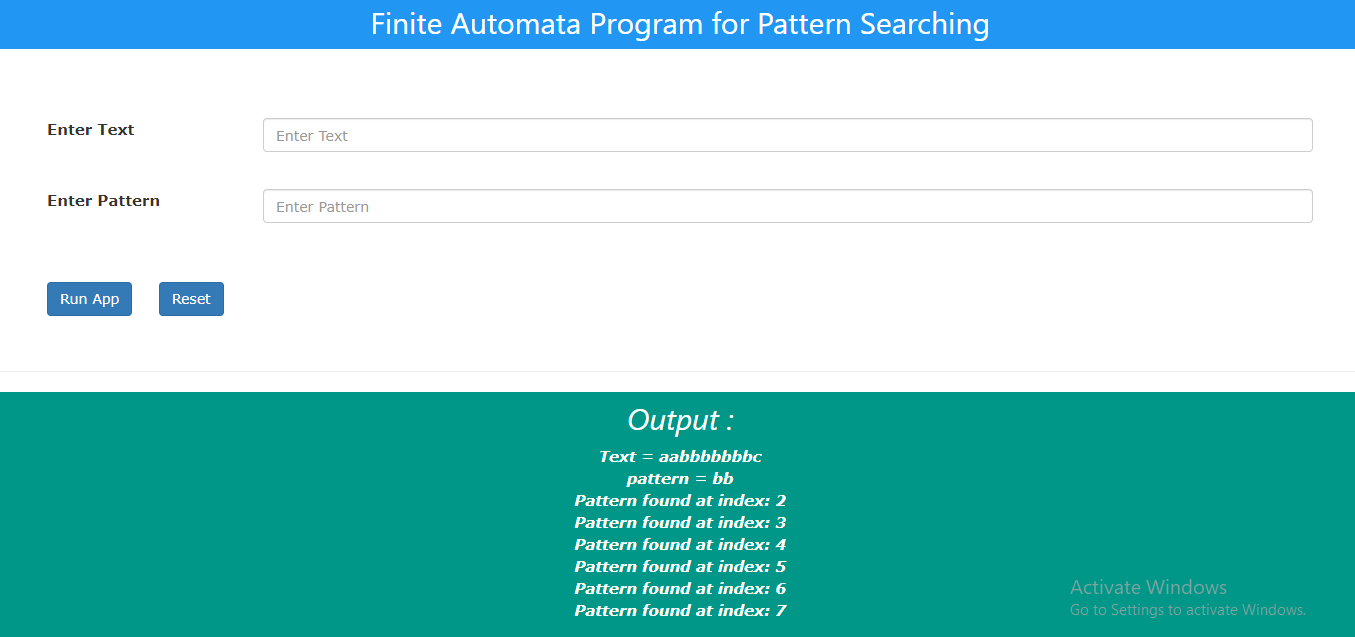 Finite Automata Program for Pattern Searching
Enter Text
Enter Text
Enter Pattern
Enter Pattern
Run App
Reset
Output :
Text = aabbbbbbbc
pattern = bb
Pattern found at index: 2
Pattern found at index: 3
Pattern found at index: 4
Pattern found at index: 5
Pattern found at index: 6
Pattern found at index: 7
Activate Windows
Go to Settings to activate Windows.